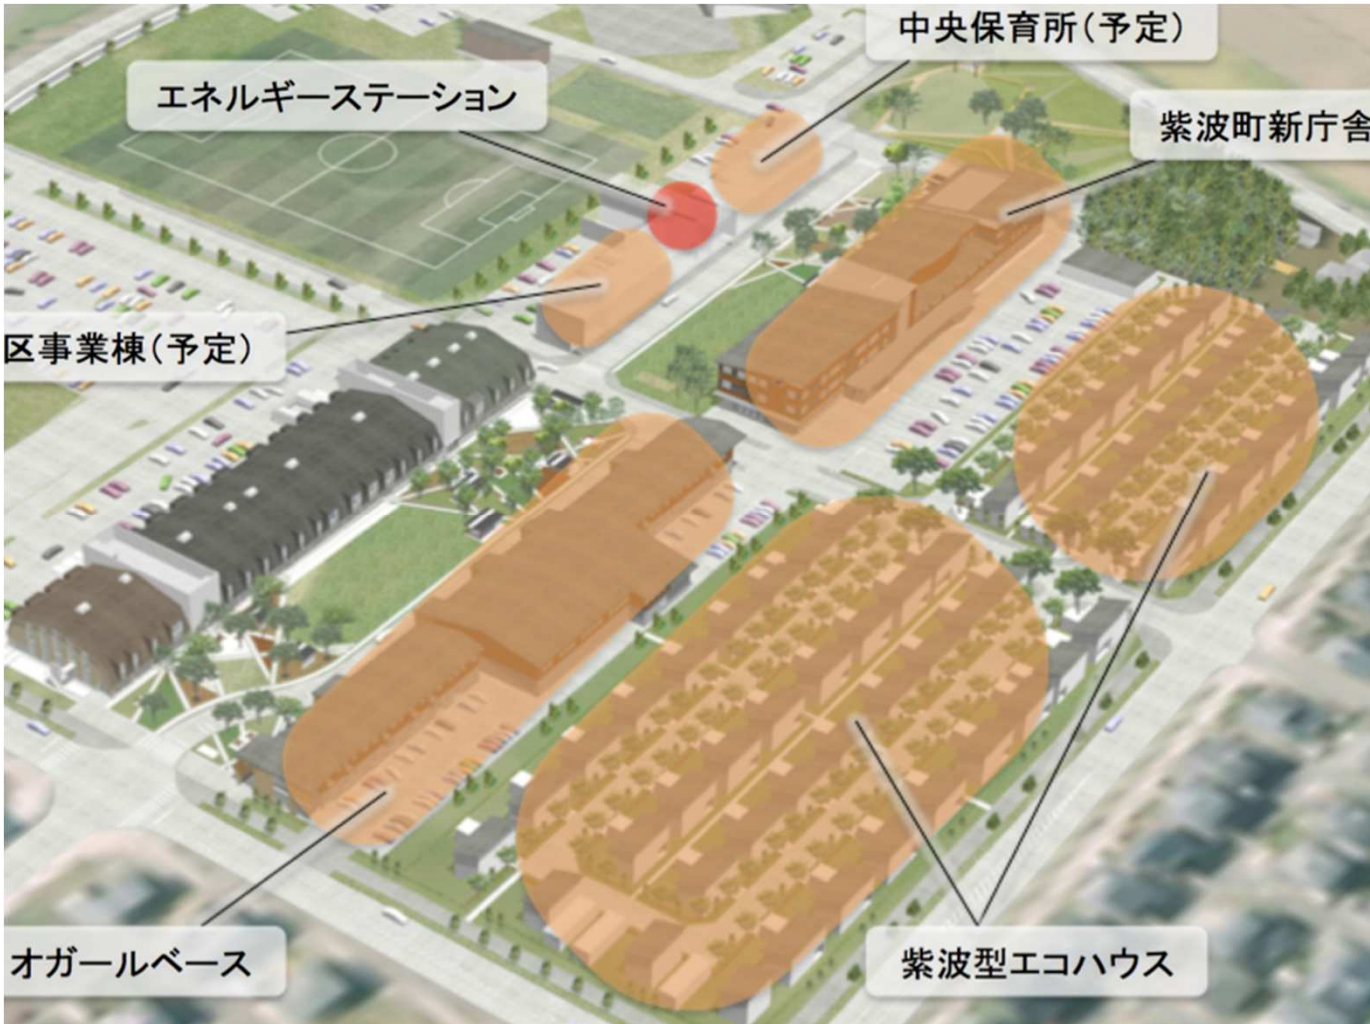 中央保育所(予定)
エネルギーステーション
紫波町新庁舎
区事業棟(予定)
オガールベース
紫波型エコハウス